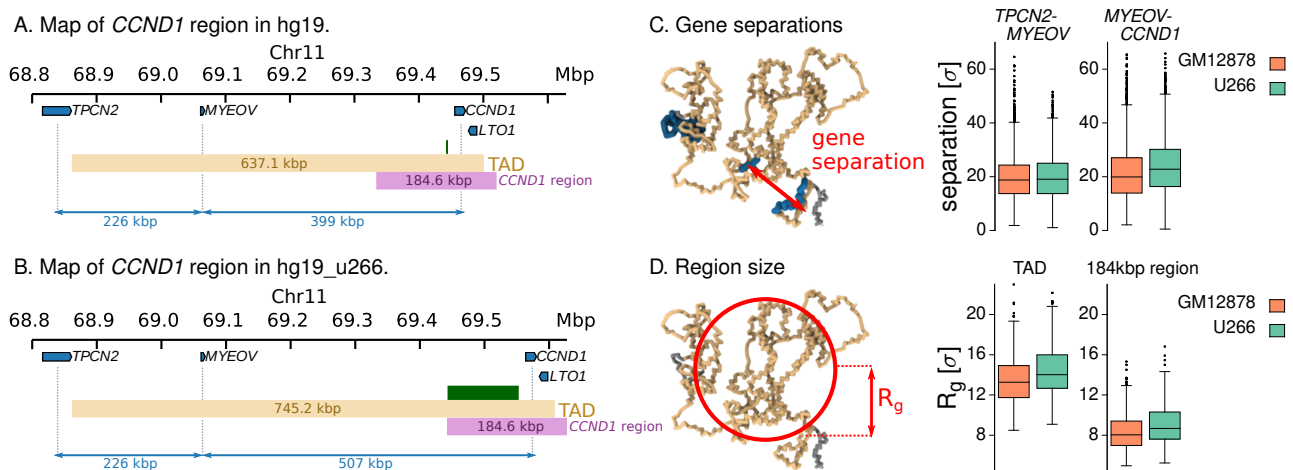 A. Map of CCND1 region in hg19.
Chr11
68.8 68.9 69.0 69.1 69.2 69.3 69.4 69.5 Mbp
TPCN2 MYEOV CCND1
LTO1
637.1 kbp TAD
184.6 kbp CCND1 region
226 kbp 399 kbp
B. Map of CCND1 region in hg19_u266.
Chr11
68.8 68.9 69.0 69.1 69.2 69.3 69.4 69.5 Mbp
TPCN2 MYEOV CCND1
LTO1
745.2 kbp TAD
184.6 kbp CCND1 region
226 kbp 507 kbp
C. Gene separations
gene
separation
TPCN2-
MYEOV
MYEOV-
CCND1
GM12878
U266
separation [σ]
60
40
20
0
60
40
20
0
D. Region size
Rg
TAD 184kbp region
GM12878
U266
Rg [σ]
20
16
12
8
20
16
12
8